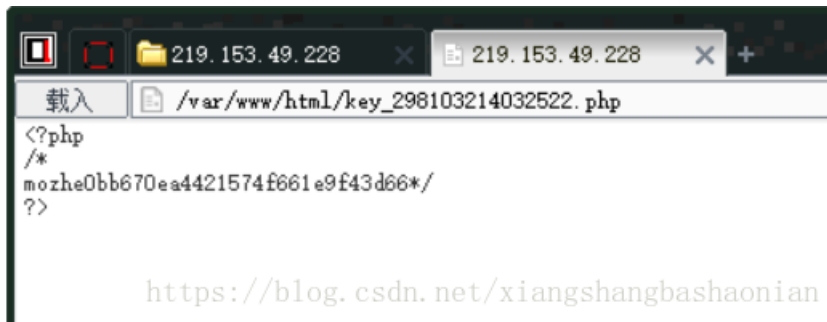 219.153.49.228
219.153.49.228
载入 /var/www/html/key_298103214032522.php
<?php
/*
mozhe0bb670ea4421574f661e9f43d66*/
?>
https://blog.csdn.net/xiangshangbashaonian